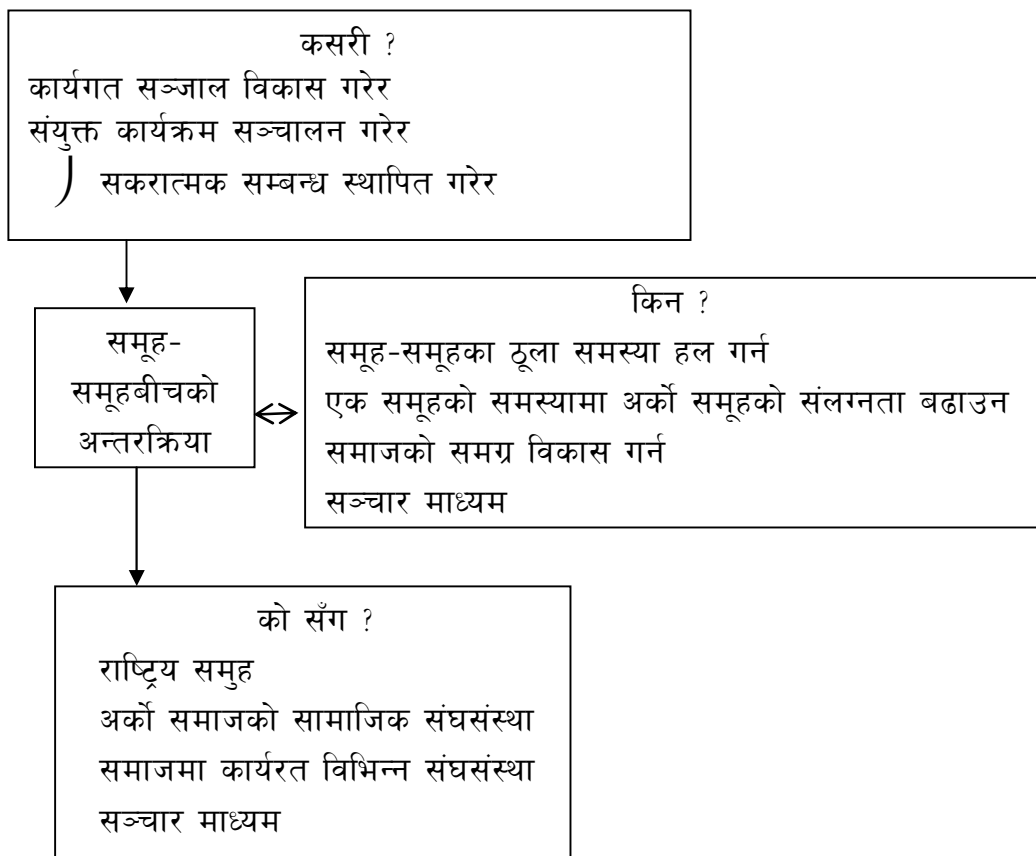 कसरी ?
कार्यगत सञ्जाल विकास गरेर
संयुक्त कार्यक्रम सञ्चालन गरेर
) सकरात्मक सम्बन्ध स्थापित गरेर
समूह-
समूहबीचको
अन्तरक्रिया
किन ?
समूह-समूहका ठूला समस्या हल गर्न
एक समूहको समस्यामा अर्को समूहको संलग्नता बढाउन
समाजको समग्र विकास गर्न
सञ्चार माध्यम
को सँग ?
राष्ट्रिय समुह
अर्को समाजको सामाजिक संघसंस्था
समाजमा कार्यरत विभिन्न संघसंस्था
सञ्चार माध्यम